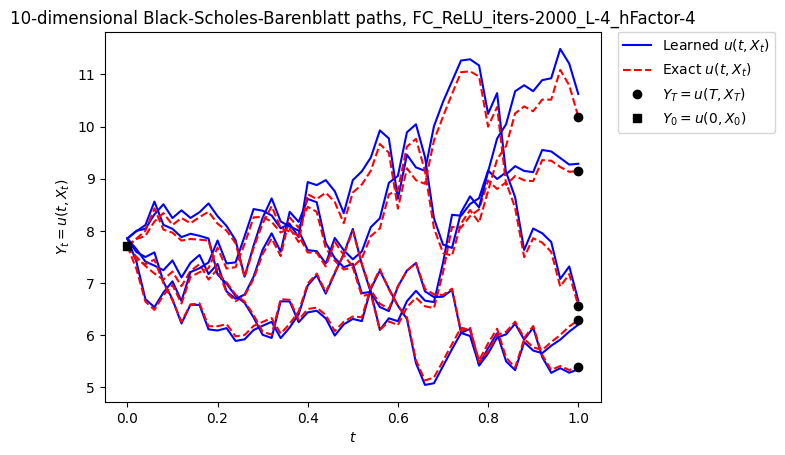 10-dimensional Black-Scholes-Barenblatt paths, FC_ReLU_iters-2000_L-4_hFactor-4
Learned u(t, X_t)
Exact u(t, X_t)
Y_T = u(T, X_T)
Y_0 = u(0, X_0)
Y_t = u(t, X_t)
11
10
9
8
7
6
5
0.0 0.2 0.4 0.6 0.8 1.0
t